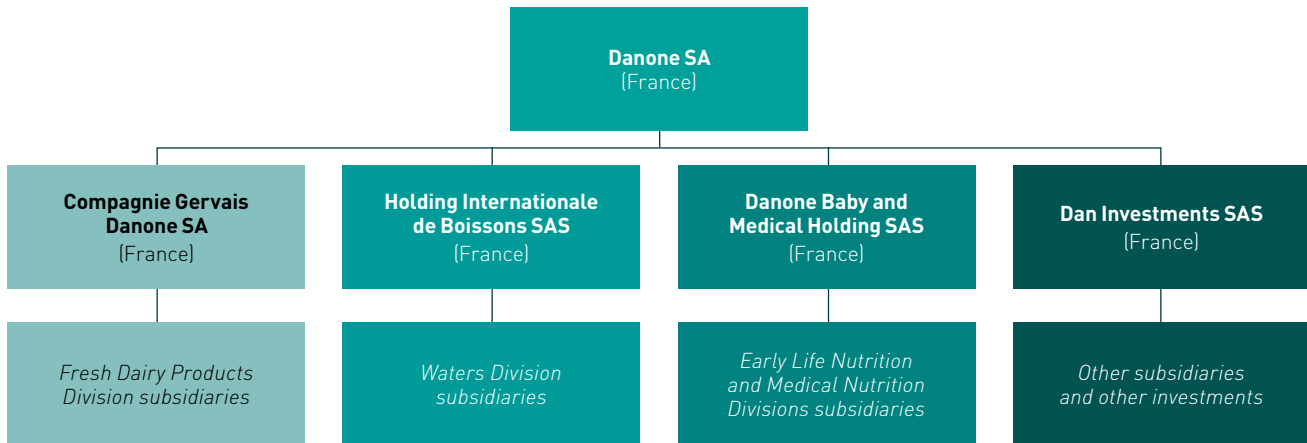 Danone SA
(France)
Compagnie Gervais
Danone SA
(France)
Holding Internationale
de Boissons SAS
(France)
Danone Baby and
Medical Holding SAS
(France)
Dan Investments SAS
(France)
Fresh Dairy Products
Division subsidiaries
Waters Division
subsidiaries
Early Life Nutrition
and Medical Nutrition
Divisions subsidiaries
Other subsidiaries
and other investments